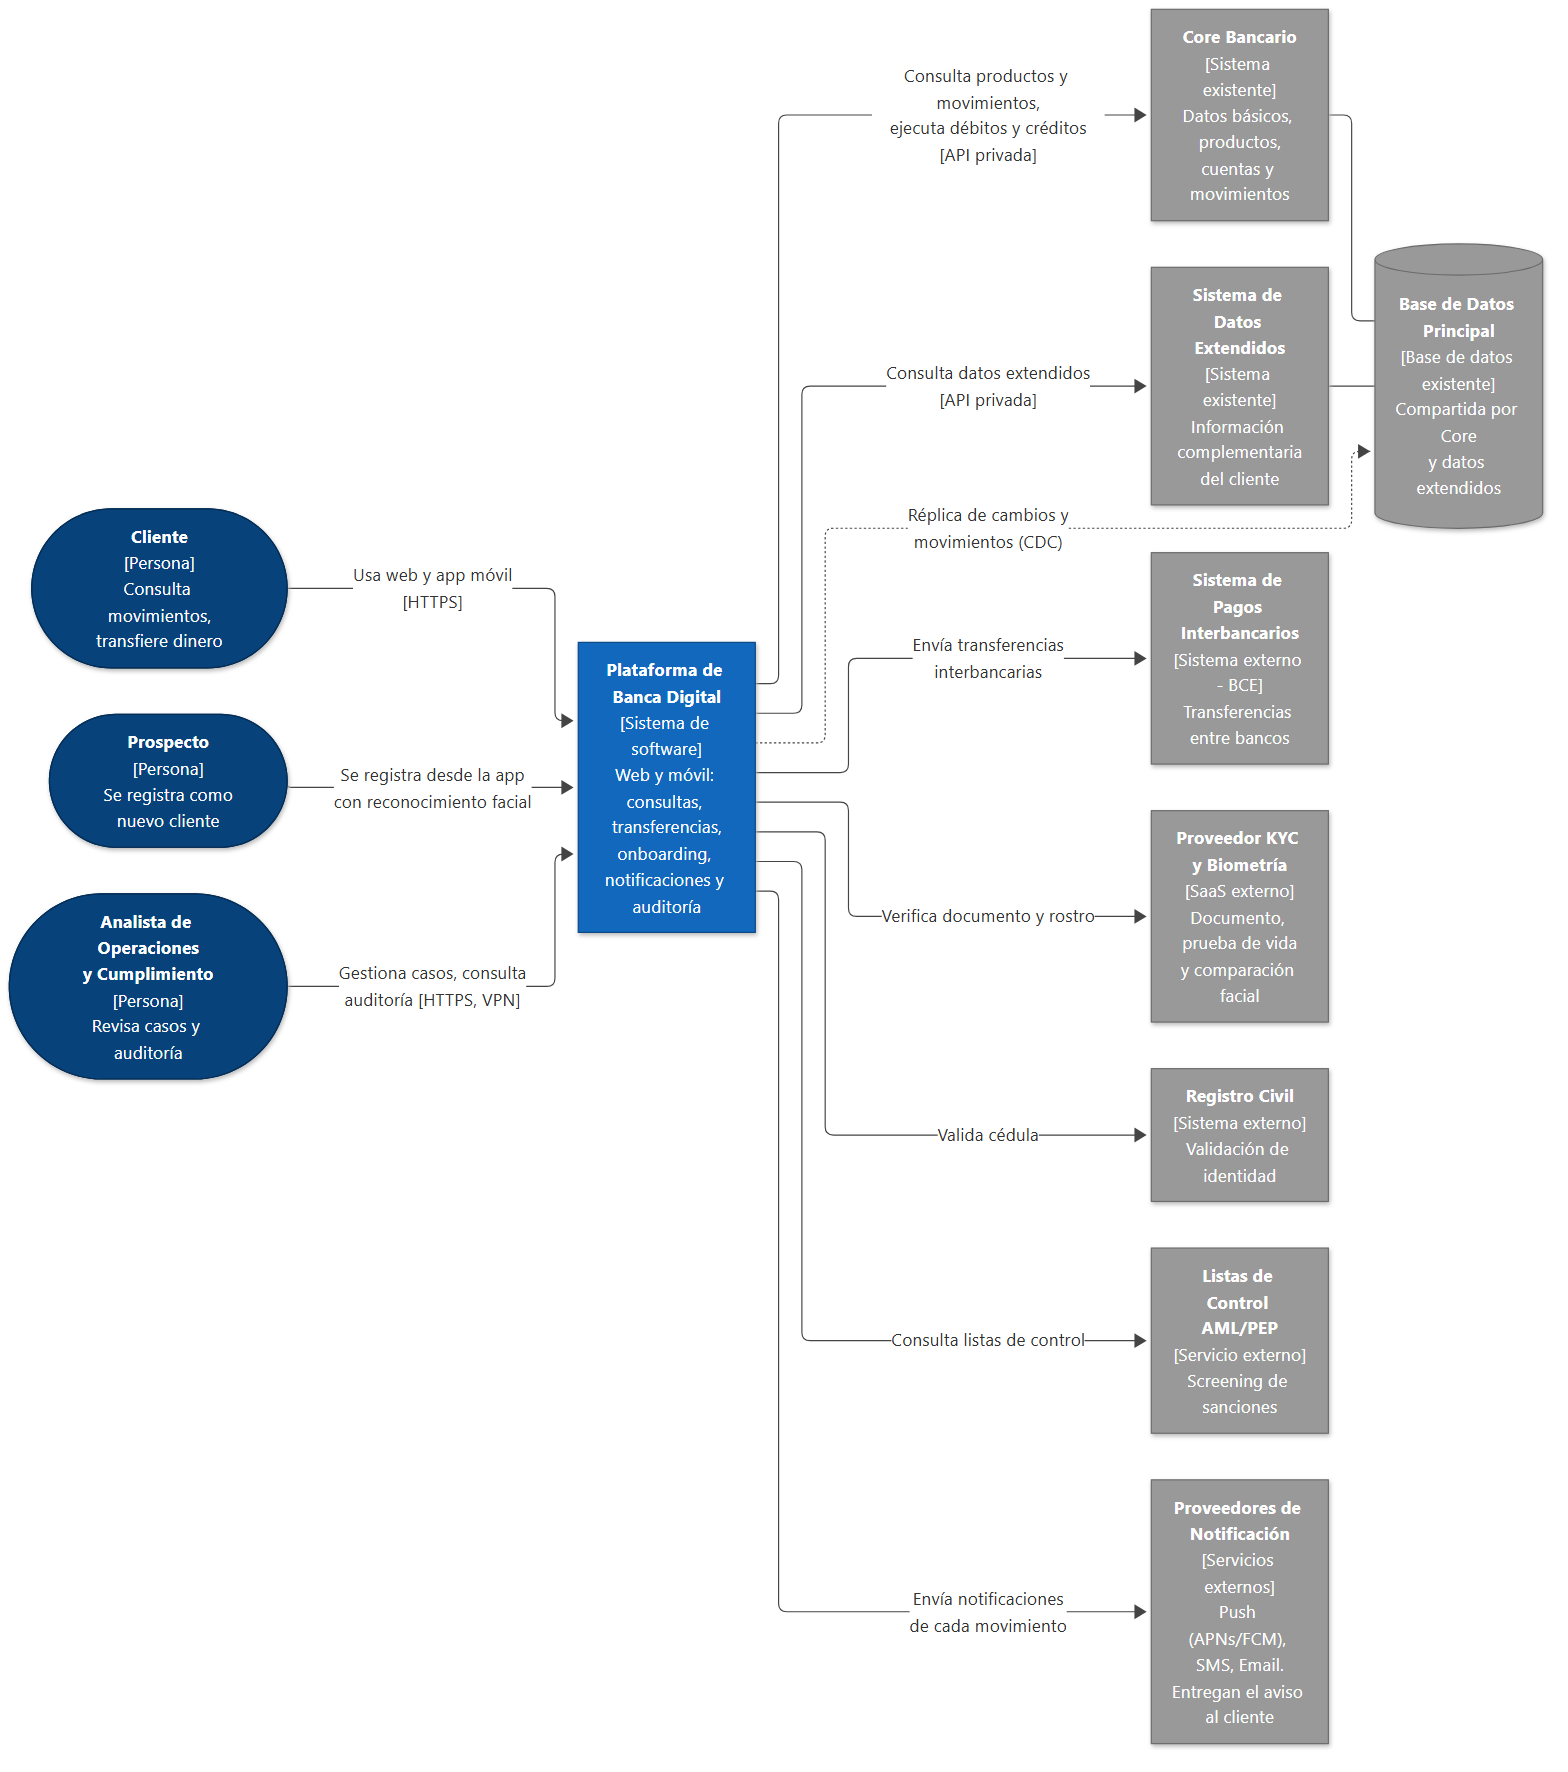 Cliente
[Persona]
Consulta
movimientos,
transfiere dinero
Prospecto
[Persona]
Se registra como
nuevo cliente
Analista de
Operaciones
y Cumplimiento
[Persona]
Revisa casos y
auditoría
Usa web y app móvil
[HTTPS]
Se registra desde la app
con reconocimiento facial
Gestiona casos, consulta
auditoría [HTTPS, VPN]
Plataforma de
Banca Digital
[Sistema de
software]
Web y móvil:
consultas,
transferencias,
onboarding,
notificaciones y
auditoría
Consulta productos y
movimientos,
ejecuta débitos y créditos
[API privada]
Consulta datos extendidos
[API privada]
Réplica de cambios y
movimientos (CDC)
Envía transferencias
interbancarias
Verifica documento y rostro
Valida cédula
Consulta listas de control
Envía notificaciones
de cada movimiento
Core Bancario
[Sistema
existente]
Datos básicos,
productos,
cuentas y
movimientos
Sistema de
Datos
Extendidos
[Sistema
existente]
Información
complementaria
del cliente
Sistema de
Pagos
Interbancarios
[Sistema externo
- BCE]
Transferencias
entre bancos
Proveedor KYC
y Biometría
[SaaS externo]
Documento,
prueba de vida
y comparación
facial
Registro Civil
[Sistema externo]
Validación de
identidad
Listas de
Control
AML/PEP
[Servicio externo]
Screening de
sanciones
Proveedores de
Notificación
[Servicios
externos]
Push
(APNs/FCM),
SMS, Email.
Entregan el aviso
al cliente
Base de Datos
Principal
[Base de datos
existente]
Compartida por
Core
y datos
extendidos